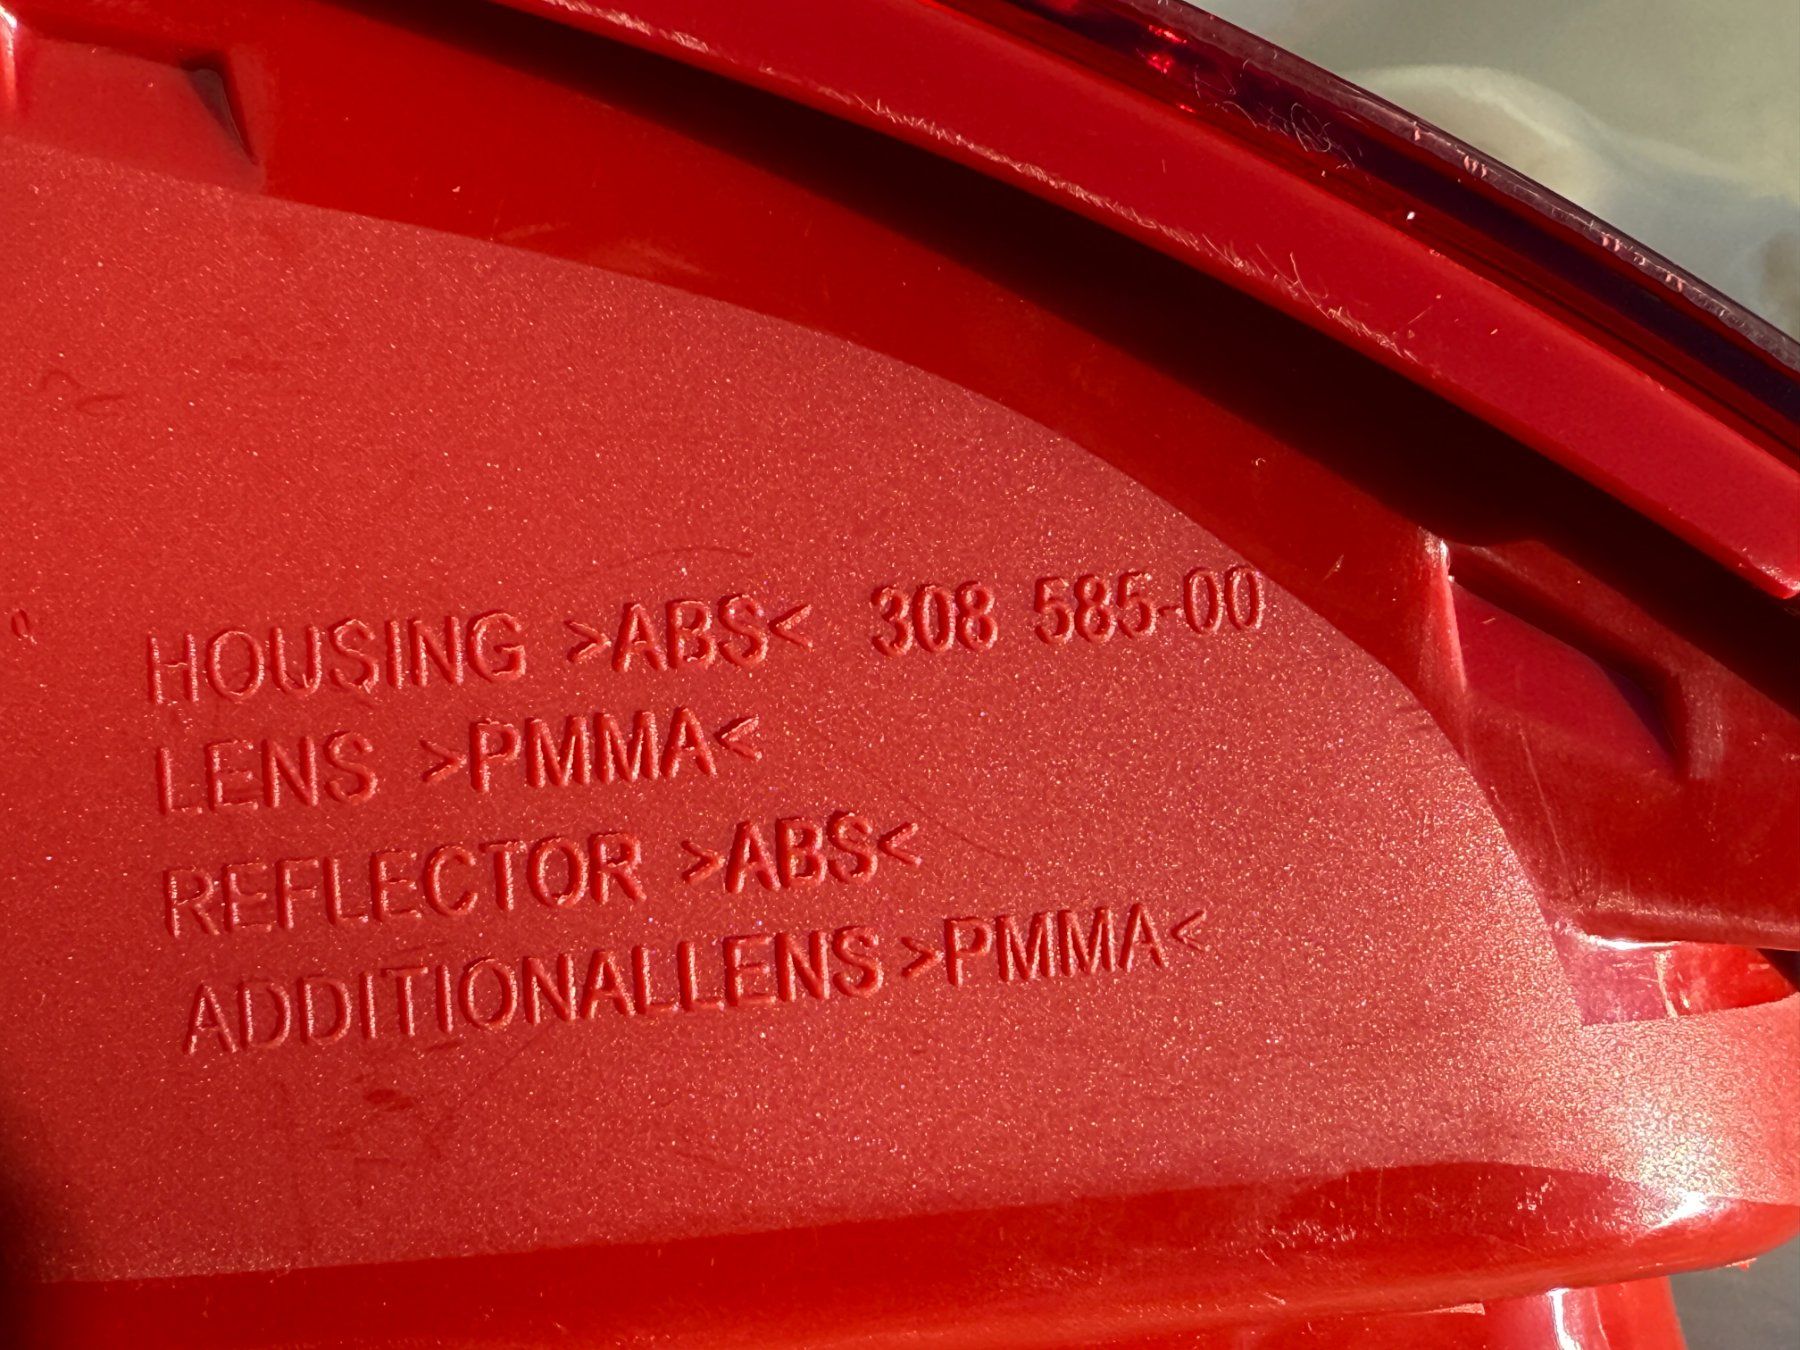 HOUSING >ABS< 308 585-00
LENS >PMMA<
REFLECTOR >ABS<
ADDITIONALLENS >PMMA<